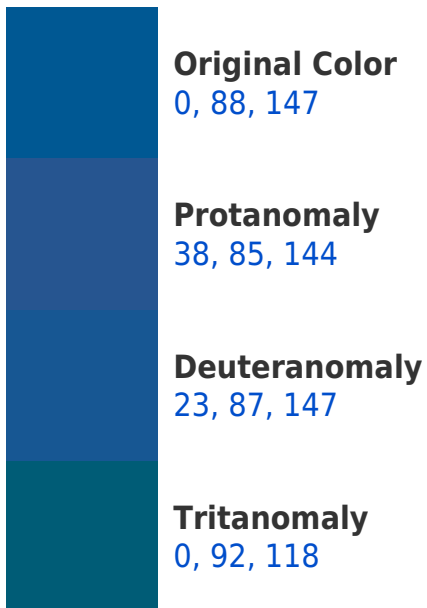 Original Color
0, 88, 147
Protanomaly
38, 85, 144
Deuteranomaly
23, 87, 147
Tritanomaly
0, 92, 118